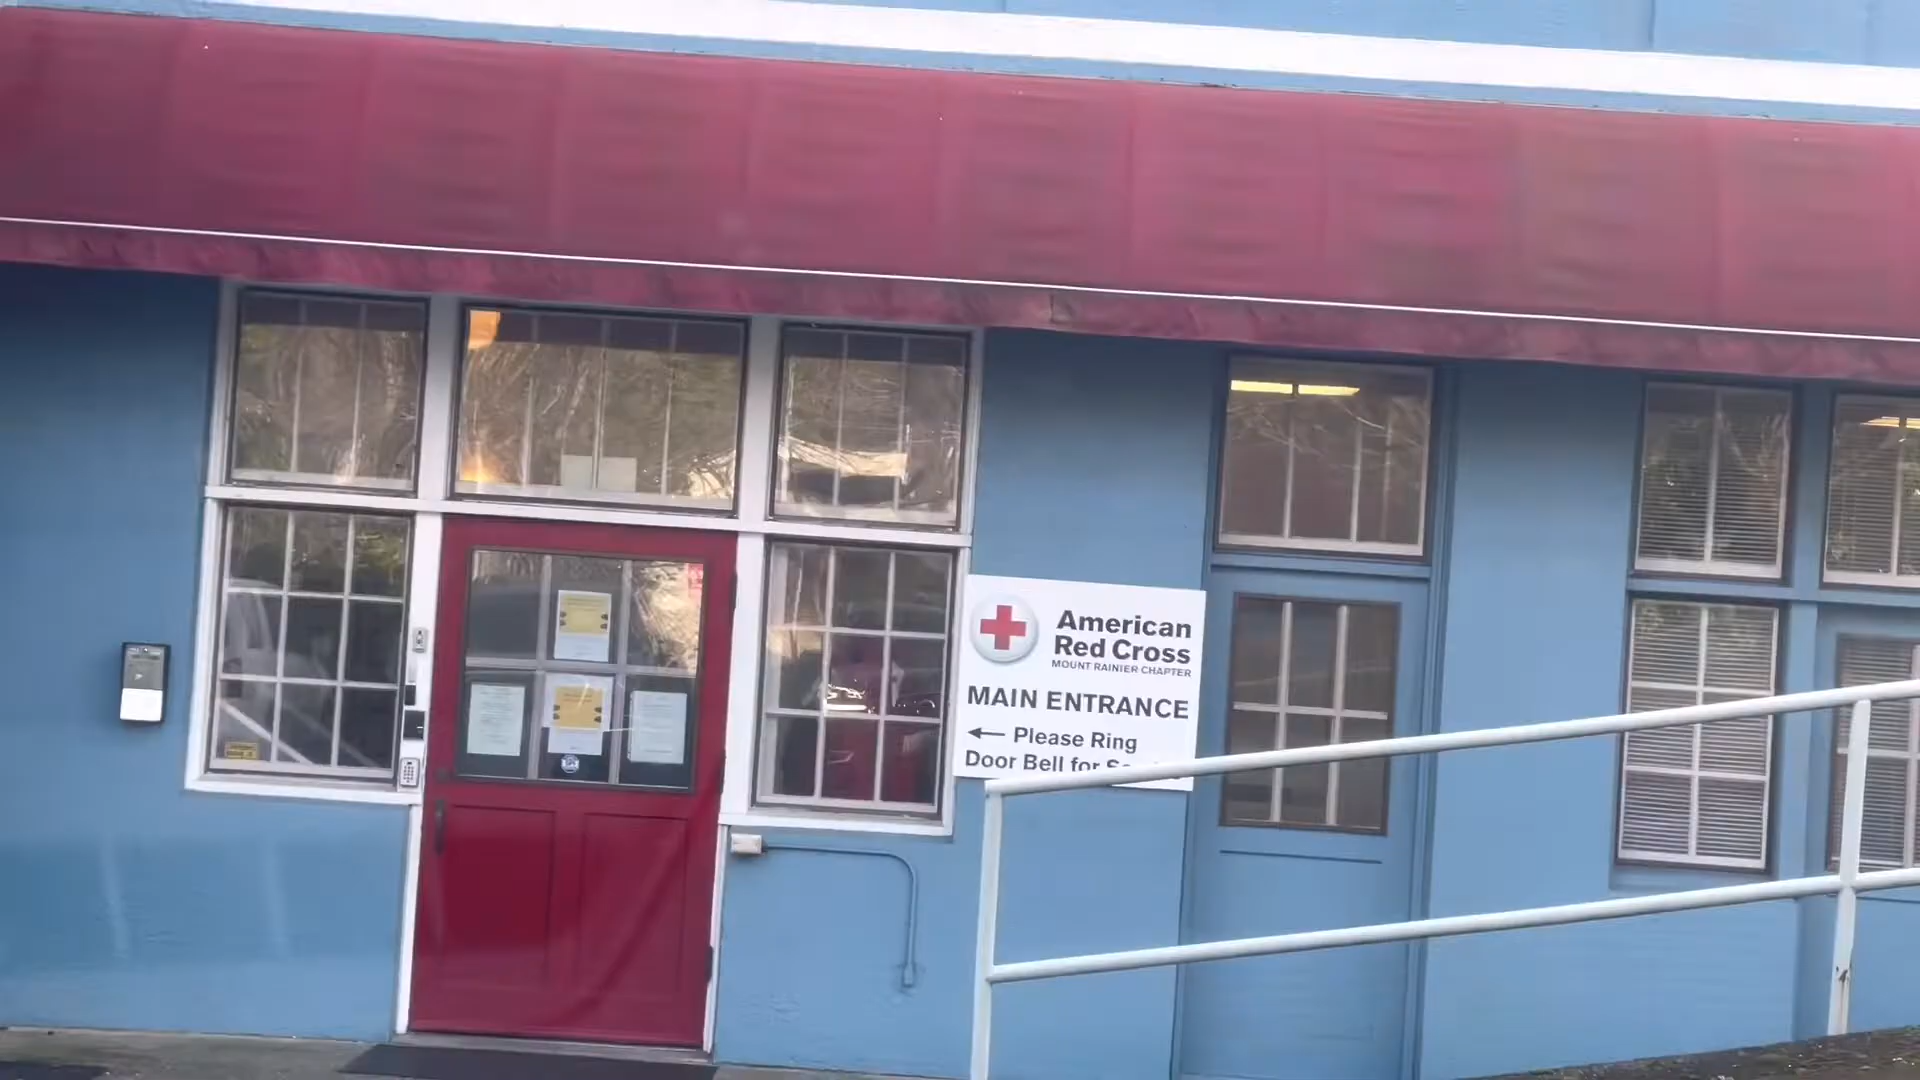 American
Red Cross
MOUNT RAINIER CHAPTER
MAIN ENTRANCE
← Please Ring
Door Bell for